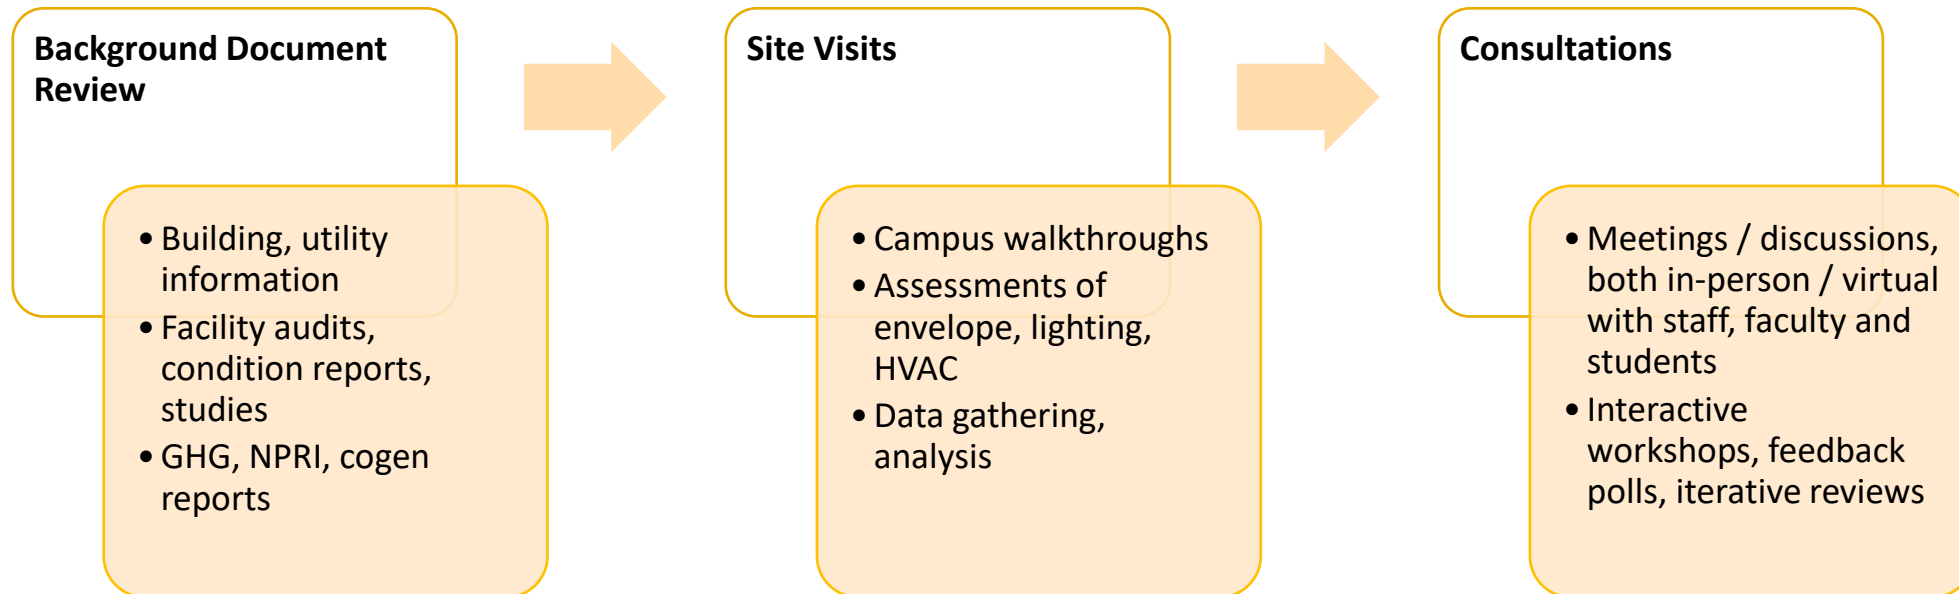 Background Document
Review
• Building, utility
information
• Facility audits,
condition reports,
studies
• GHG, NPRI, cogen
reports
Site Visits
• Campus walkthroughs
• Assessments of
envelope, lighting,
HVAC
• Data gathering,
analysis
Consultations
• Meetings / discussions,
both in-person / virtual
with staff, faculty and
students
• Interactive
workshops, feedback
polls, iterative reviews